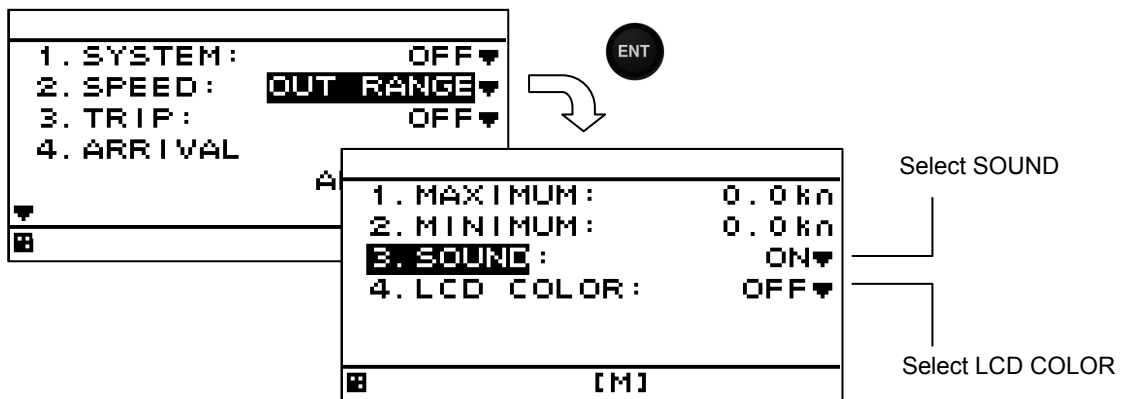 1.SYSTEM: OFF▼
2.SPEED: OUT RANGE▼
3.TRIP: OFF▼
4.ARRIVAL
ENT
1.MAXIMUM: 0.0kn
2.MINIMUM: 0.0kn
3.SOUND: ON▼
4.LCD COLOR: OFF▼
[M]
Select SOUND
Select LCD COLOR